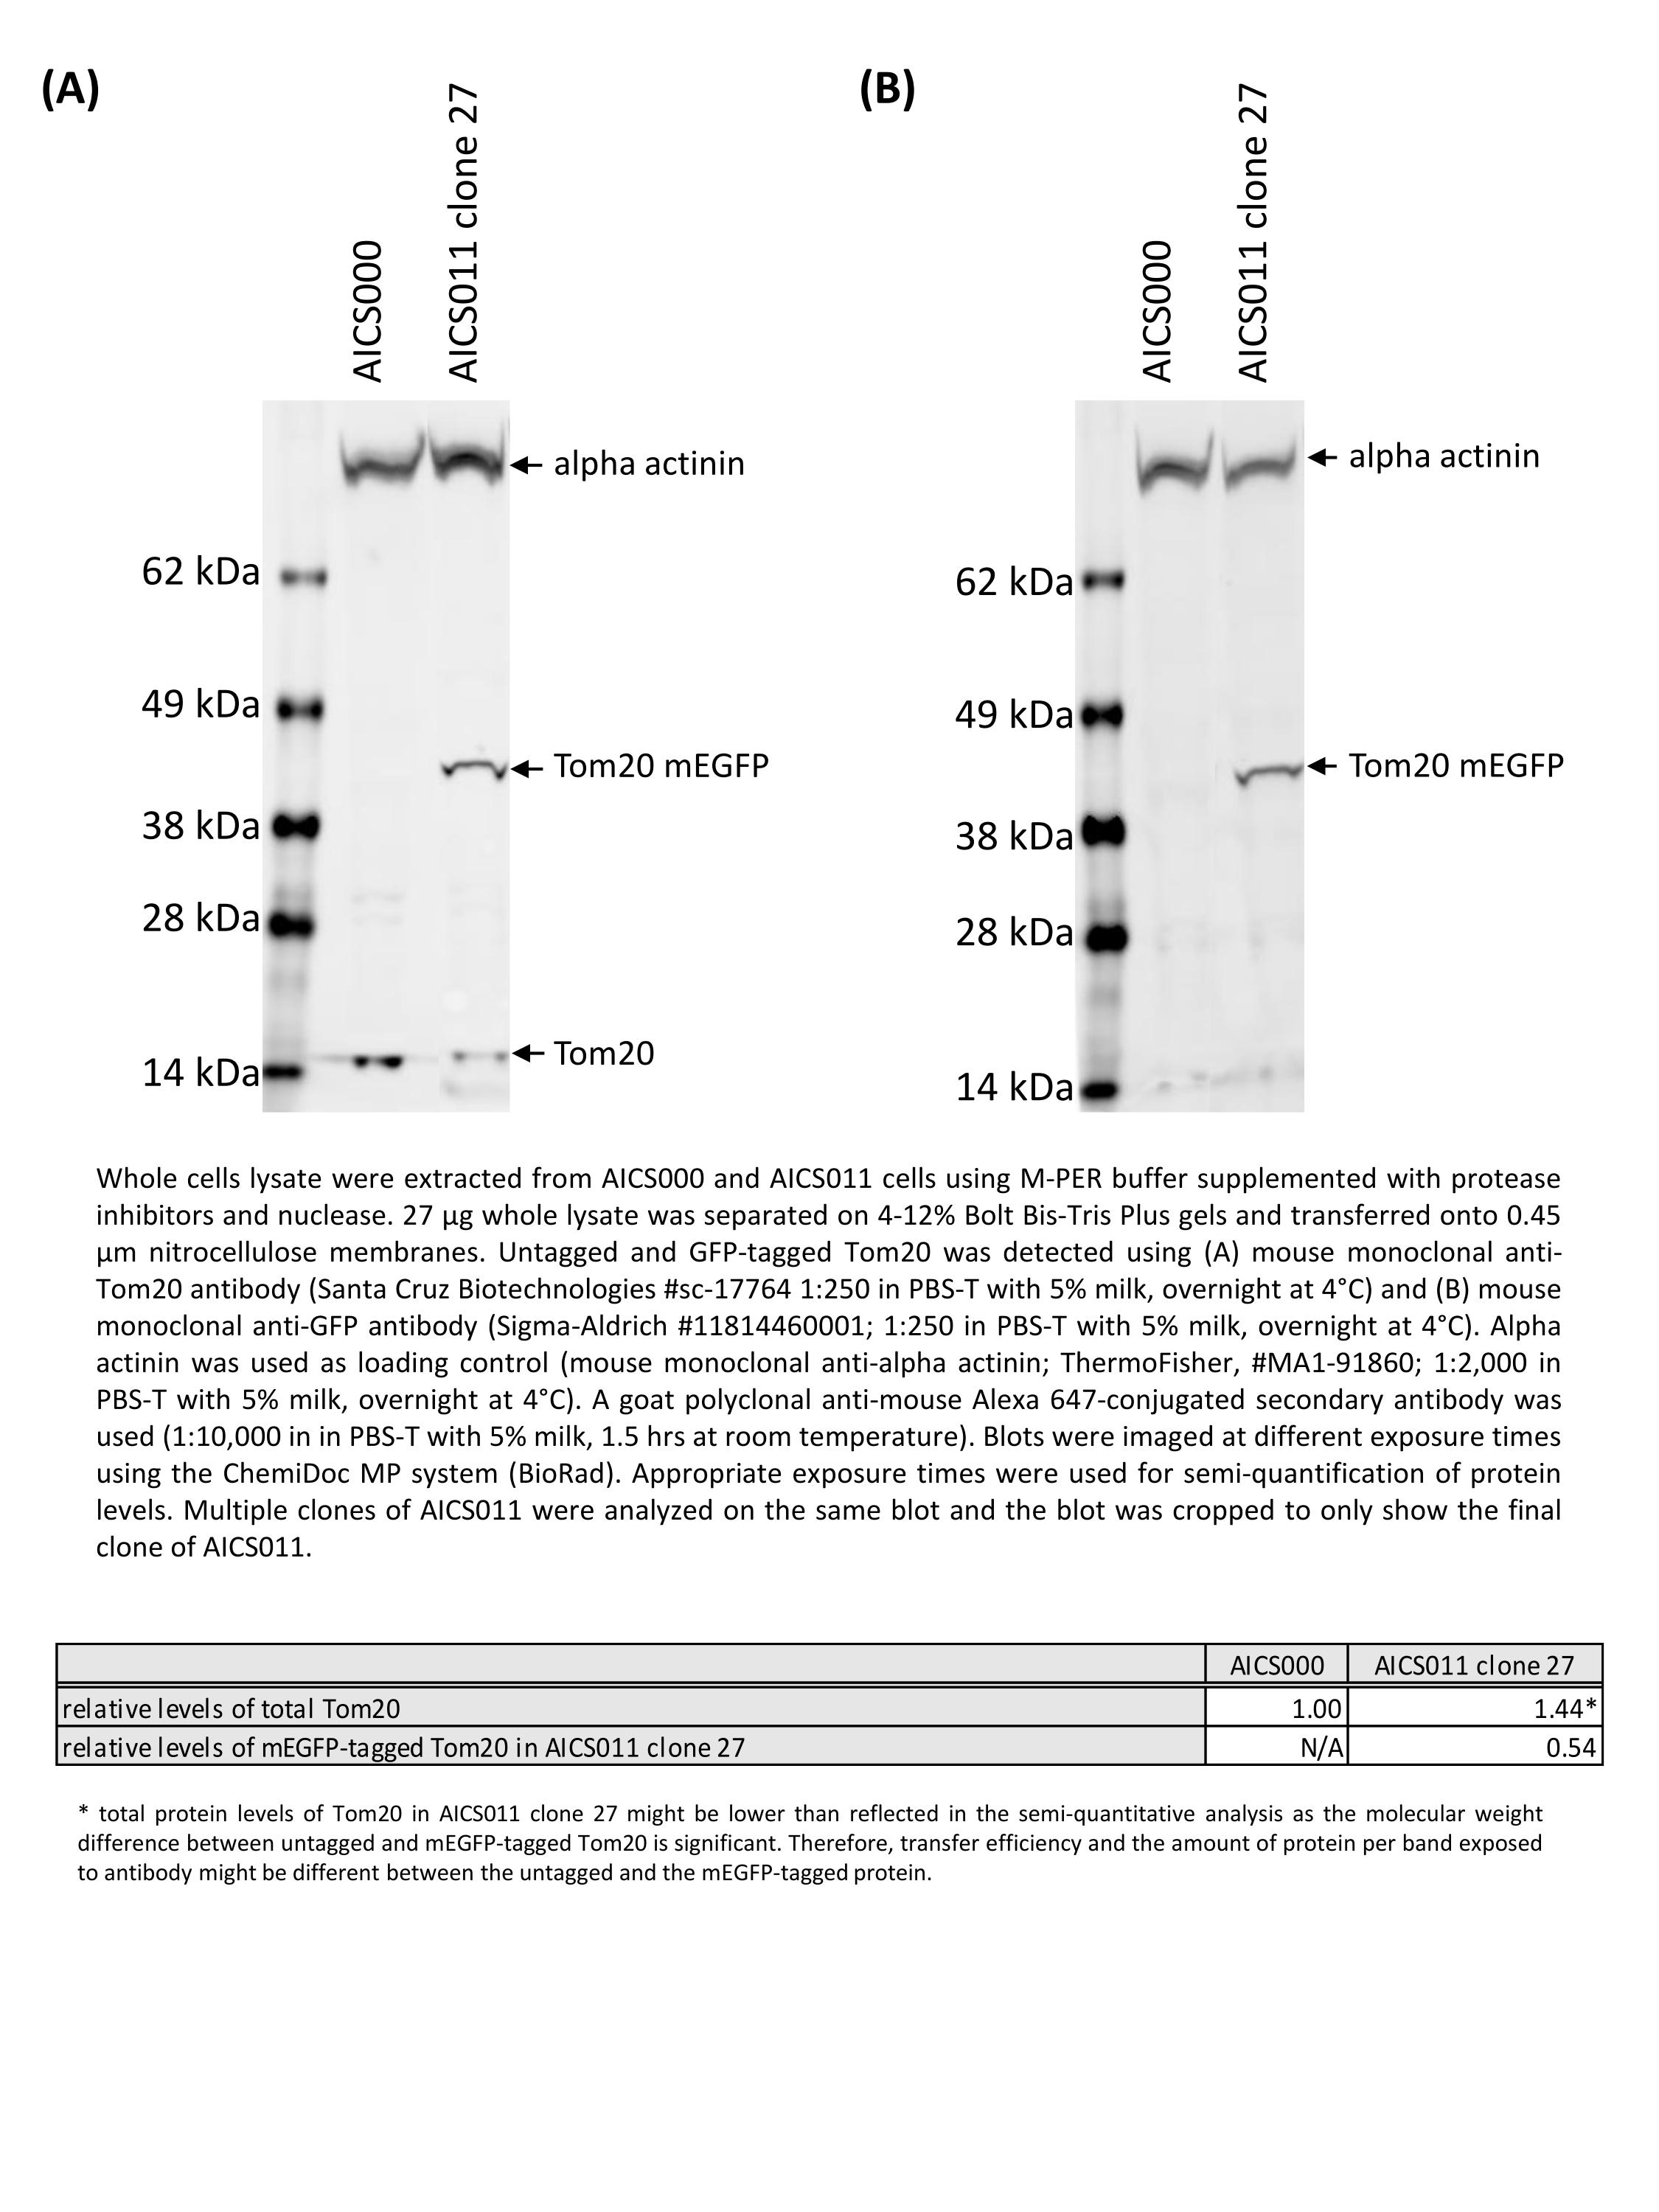 (A)
AICS000
AICS011 clone 27
alpha actinin
62 kDa
49 kDa
Tom20 mEGFP
38 kDa
28 kDa
Tom20
14 kDa
(B)
AICS000
AICS011 clone 27
alpha actinin
62 kDa
49 kDa
Tom20 mEGFP
38 kDa
28 kDa
14 kDa
Whole cells lysate were extracted from AICS000 and AICS011 cells using M-PER buffer supplemented with protease
inhibitors and nuclease. 27 µg whole lysate was separated on 4-12% Bolt Bis-Tris Plus gels and transferred onto 0.45
µm nitrocellulose membranes. Untagged and GFP-tagged Tom20 was detected using (A) mouse monoclonal anti-
Tom20 antibody (Santa Cruz Biotechnologies #sc-17764 1:250 in PBS-T with 5% milk, overnight at 4°C) and (B) mouse
monoclonal anti-GFP antibody (Sigma-Aldrich #11814460001; 1:250 in PBS-T with 5% milk, overnight at 4°C). Alpha
actinin was used as loading control (mouse monoclonal anti-alpha actinin; ThermoFisher, #MA1-91860; 1:2,000 in
PBS-T with 5% milk, overnight at 4°C). A goat polyclonal anti-mouse Alexa 647-conjugated secondary antibody was
used (1:10,000 in in PBS-T with 5% milk, 1.5 hrs at room temperature). Blots were imaged at different exposure times
using the ChemiDoc MP system (BioRad). Appropriate exposure times were used for semi-quantification of protein
levels. Multiple clones of AICS011 were analyzed on the same blot and the blot was cropped to only show the final
clone of AICS011.
AICS000 AICS011 clone 27
relative levels of total Tom20 1.00 1.44*
relative levels of mEGFP-tagged Tom20 in AICS011 clone 27 N/A 0.54
* total protein levels of Tom20 in AICS011 clone 27 might be lower than reflected in the semi-quantitative analysis as the molecular weight
difference between untagged and mEGFP-tagged Tom20 is significant. Therefore, transfer efficiency and the amount of protein per band exposed
to antibody might be different between the untagged and the mEGFP-tagged protein.